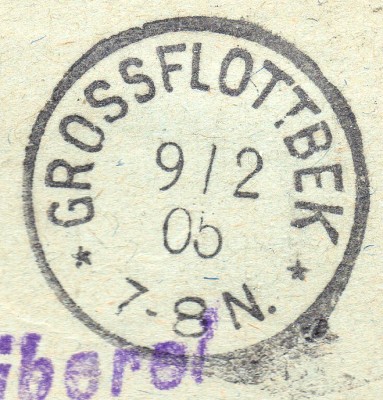 GROSSFLOTTBEK
9/2
05
* 7-8N. *